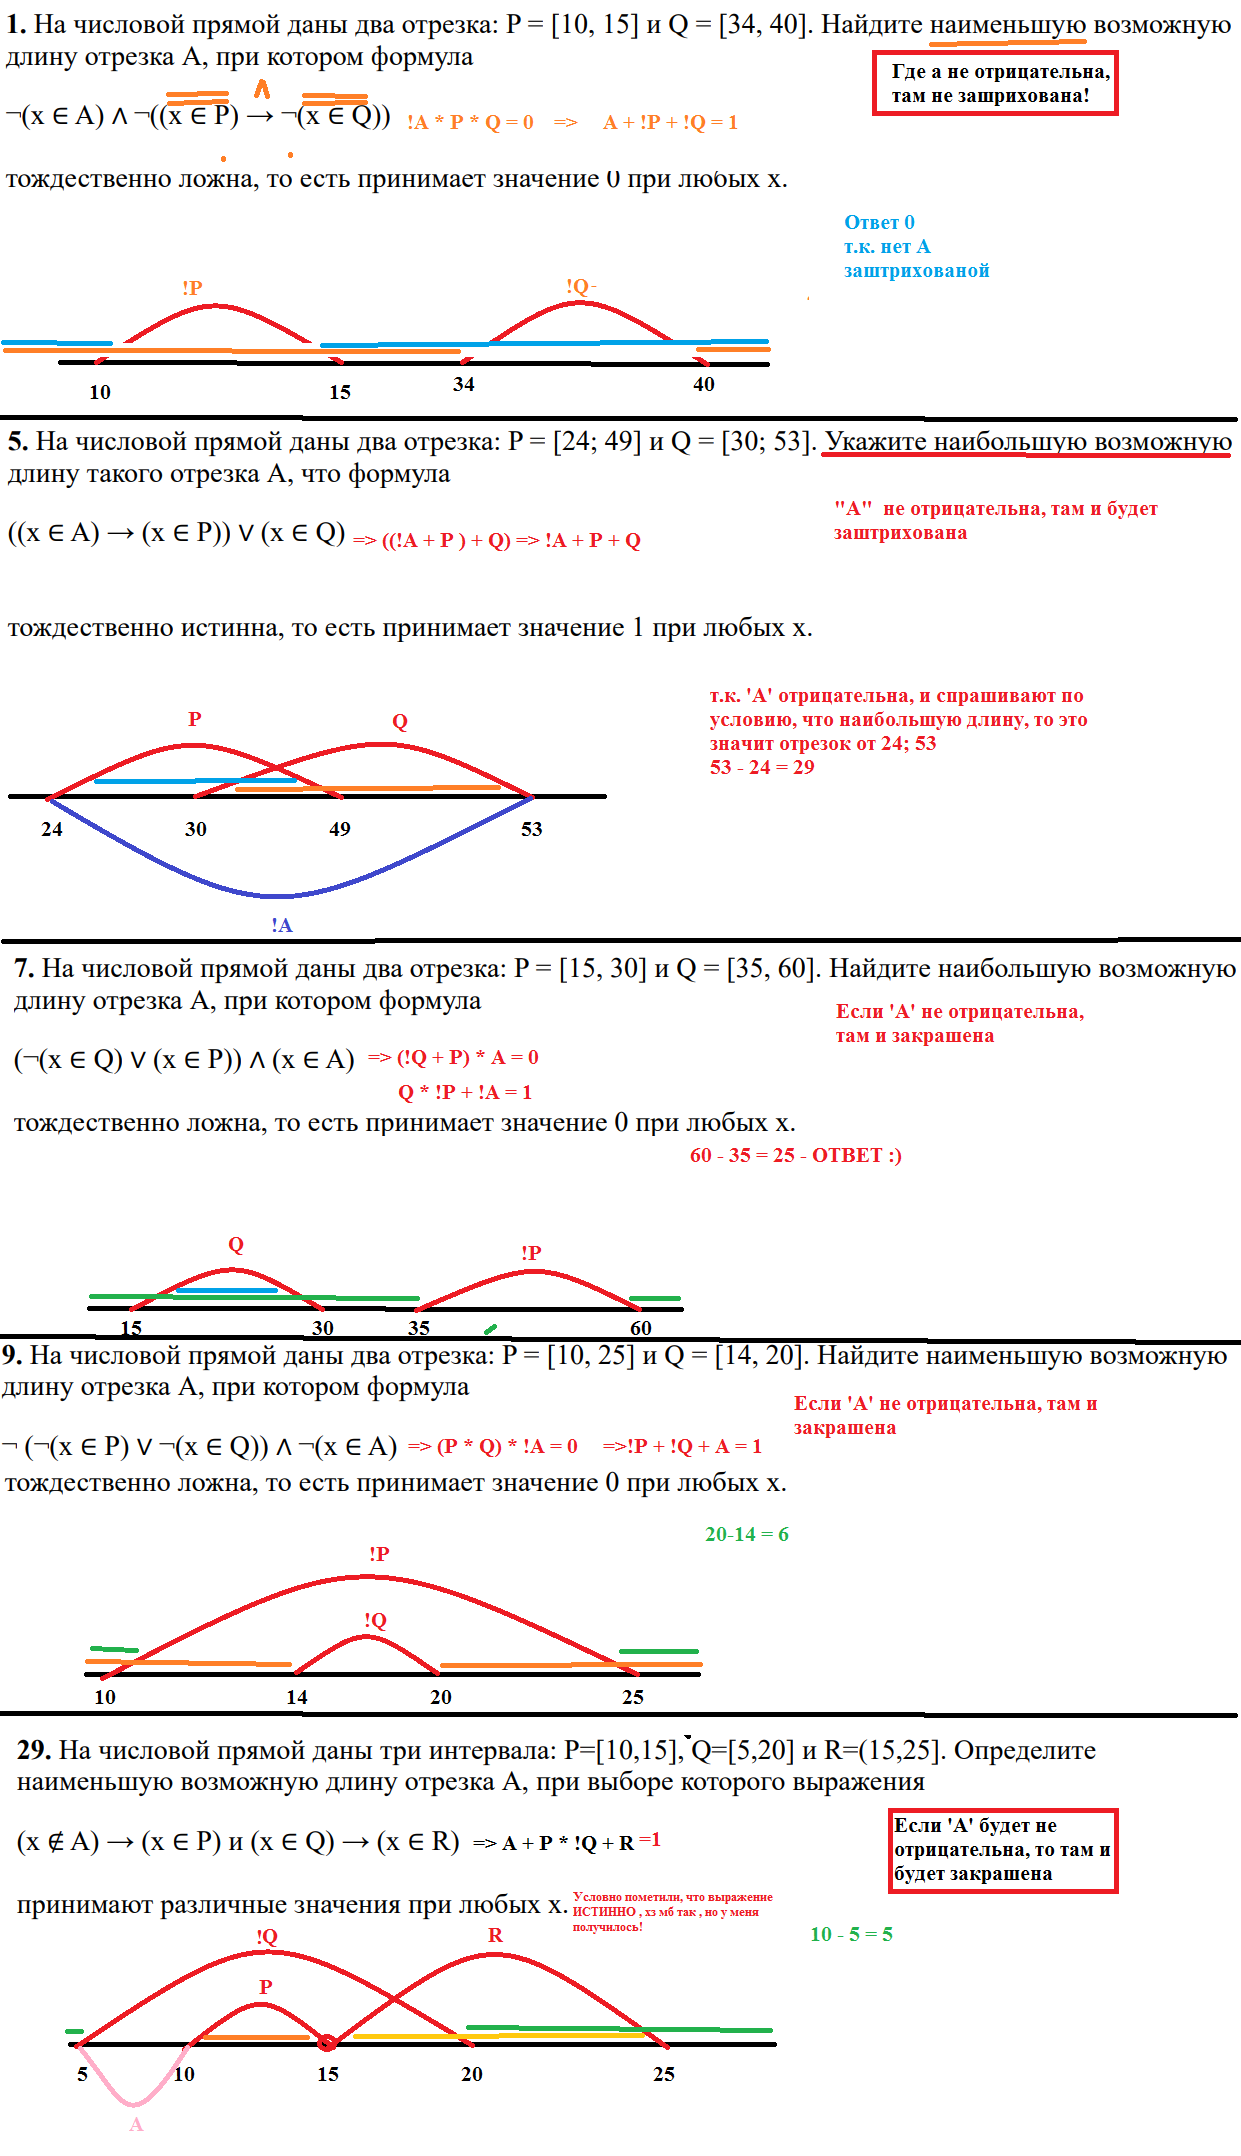 1. На числовой прямой даны два отрезка: P = [10, 15] и Q = [34, 40]. Найдите наименьшую возможную
длину отрезка A, при котором формула
Где а не отрицательна,
там не зашрихована!
¬(x ∈ A) ∧ ¬((x ∈ P) → ¬(x ∈ Q)) !A * P * Q = 0 => A + !P + !Q = 1
∧
тождественно ложна, то есть принимает значение 0 при любых x.
Ответ 0
т.к. нет А
заштрихованой
!P !Q-
10 15 34 40
5. На числовой прямой даны два отрезка: P = [24; 49] и Q = [30; 53]. Укажите наибольшую возможную
длину такого отрезка A, что формула
"А" не отрицательна, там и будет
заштрихована
((x ∈ A) → (x ∈ P)) ∨ (x ∈ Q) => ((!A + P ) + Q) => !A + P + Q
тождественно истинна, то есть принимает значение 1 при любых x.
т.к. 'А' отрицательна, и спрашивают по
условию, что наибольшую длину, то это
значит отрезок от 24; 53
53 - 24 = 29
P Q
24 30 49 53
!A
7. На числовой прямой даны два отрезка: P = [15, 30] и Q = [35, 60]. Найдите наибольшую возможную
длину отрезка A, при котором формула
Если 'А' не отрицательна,
там и закрашена
(¬(x ∈ Q) ∨ (x ∈ P)) ∧ (x ∈ A) => (!Q + P) * A = 0
Q * !P + !A = 1
тождественно ложна, то есть принимает значение 0 при любых x.
60 - 35 = 25 - ОТВЕТ :)
Q !P
15 30 35 60
9. На числовой прямой даны два отрезка: P = [10, 25] и Q = [14, 20]. Найдите наименьшую возможную
длину отрезка A, при котором формула
Если 'А' не отрицательна, там и
закрашена
¬ (¬(x ∈ P) ∨ ¬(x ∈ Q)) ∧ ¬(x ∈ A) => (P * Q) * !A = 0 =>!P + !Q + A = 1
тождественно ложна, то есть принимает значение 0 при любых x.
20-14 = 6
!P
!Q
10 14 20 25
29. На числовой прямой даны три интервала: P=[10,15], Q=[5,20] и R=(15,25]. Определите
наименьшую возможную длину отрезка A, при выборе которого выражения
Если 'А' будет не
отрицательна, то там и
будет закрашена
(x ∉ A) → (x ∈ P) и (x ∈ Q) → (x ∈ R) => A + P * !Q + R =1
принимают различные значения при любых x.
Условно пометили, что выражение
ИСТИННО , хз мб так , но у меня
получилось!
10 - 5 = 5
!Q R
P
5 10 15 20 25
A